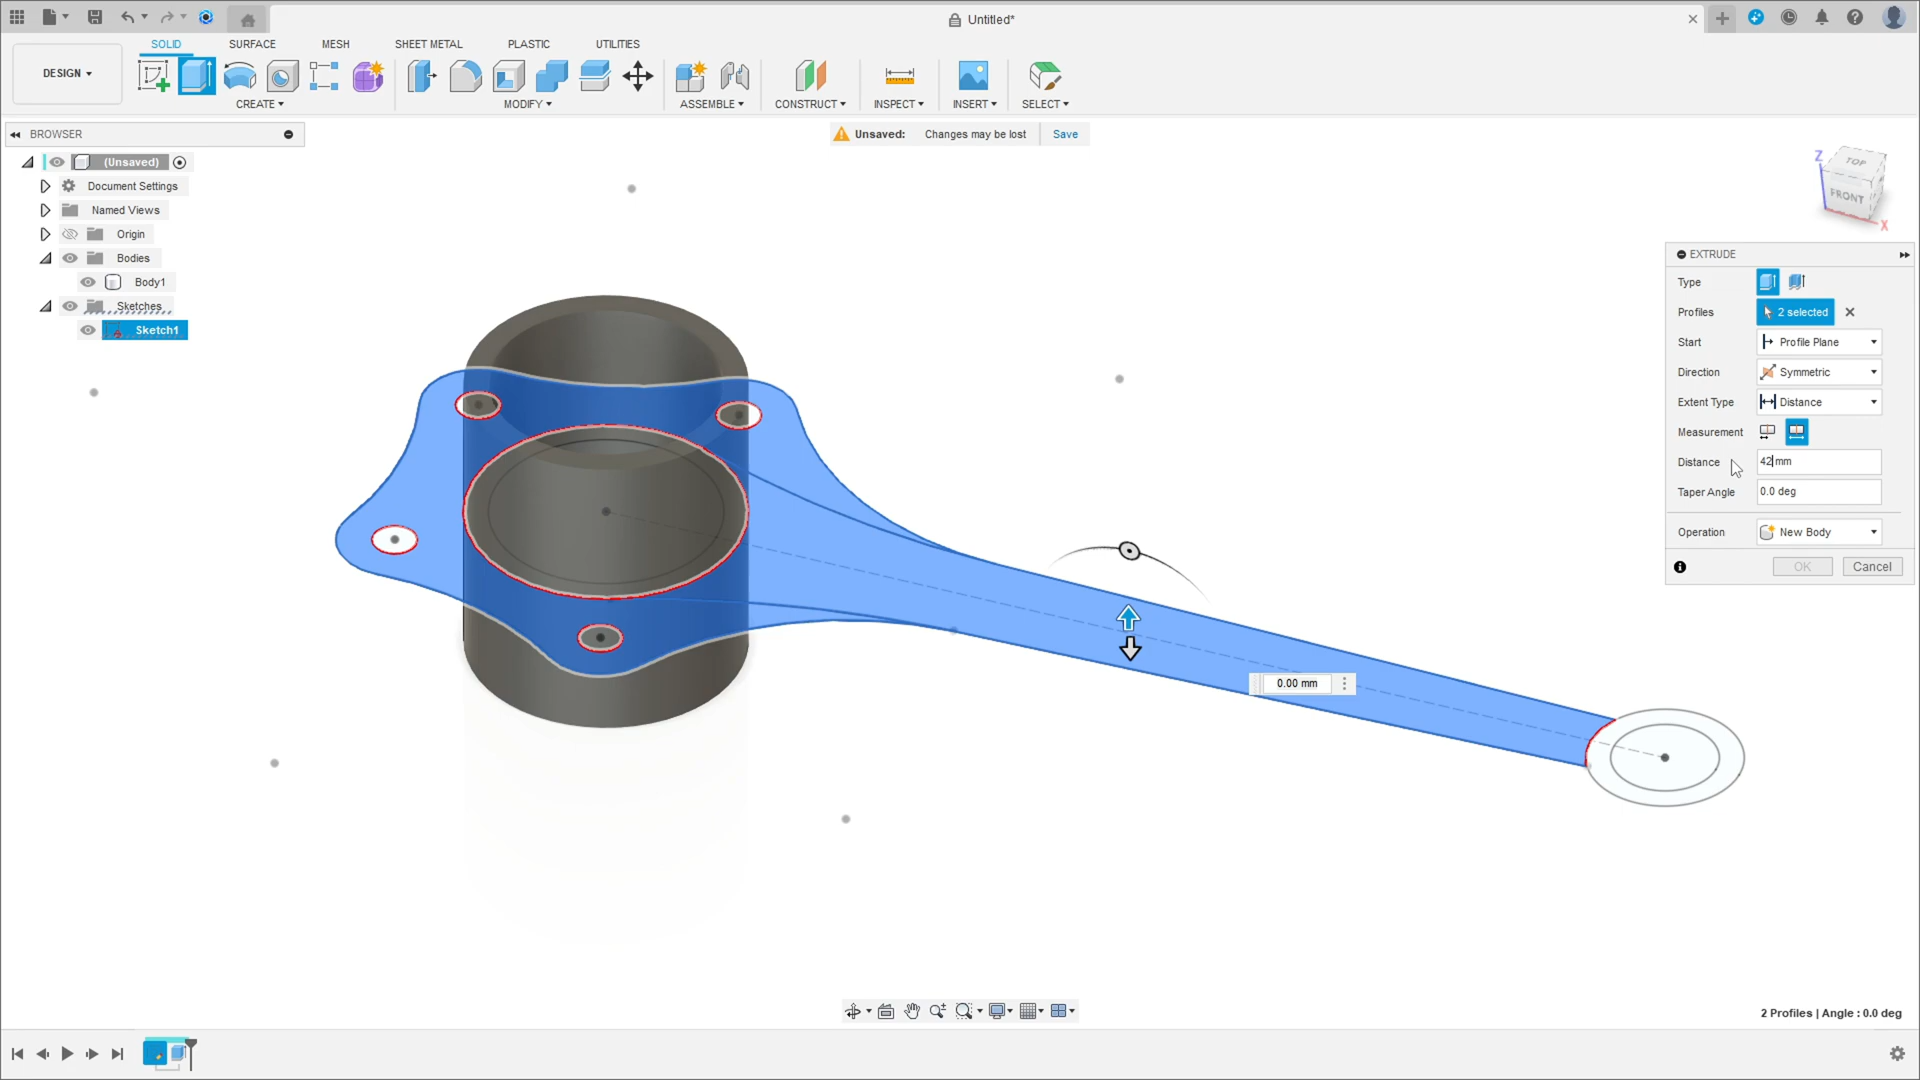 Untitled*
SOLID SURFACE MESH SHEET METAL PLASTIC UTILITIES
DESIGN
CREATE MODIFY ASSEMBLE CONSTRUCT INSPECT INSERT SELECT
BROWSER
Unsaved: Changes may be lost Save
(Unsaved)
Document Settings
Named Views
Origin
Bodies
Body1
Sketches
Sketch1
Z
TOP
FRONT
X
EXTRUDE
Type
Profiles 2 selected
Start Profile Plane
Direction Symmetric
Extent Type Distance
Measurement
Distance 42 mm
Taper Angle 0.0 deg
Operation New Body
OK Cancel
0.00 mm
2 Profiles | Angle : 0.0 deg